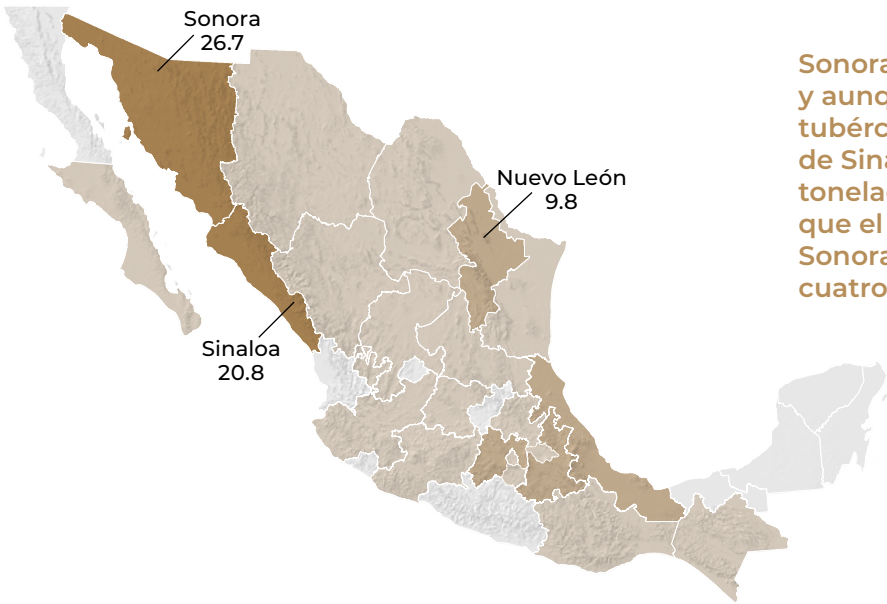 Sonora
26.7
Nuevo León
9.8
Sinaloa
20.8
Sonora
y aunq
tubérc
de Sina
tonela
que el
Sonora
cuatro